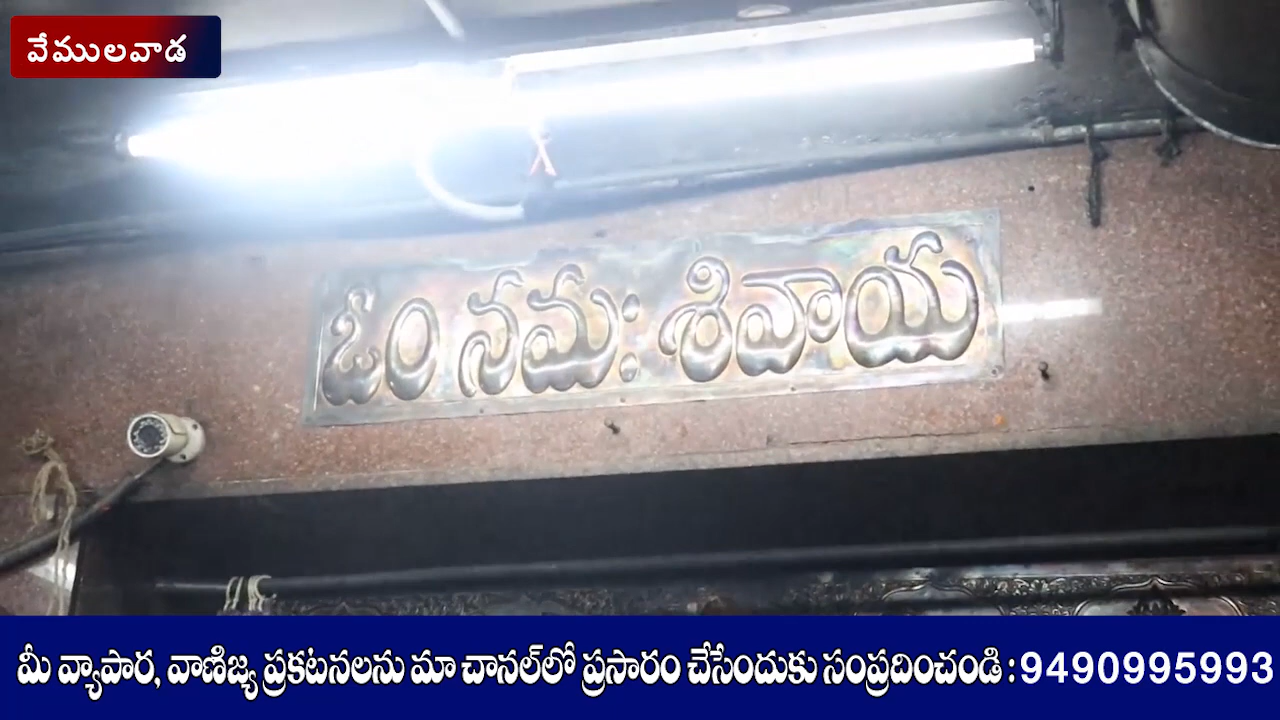 వేములవాడ
ఓం నమః శివాయ
మీ వ్యాపార, వాణిజ్య ప్రకటనలను మా చానల్‌లో ప్రసారం చేసేందుకు సంప్రదించండి : 9490995993